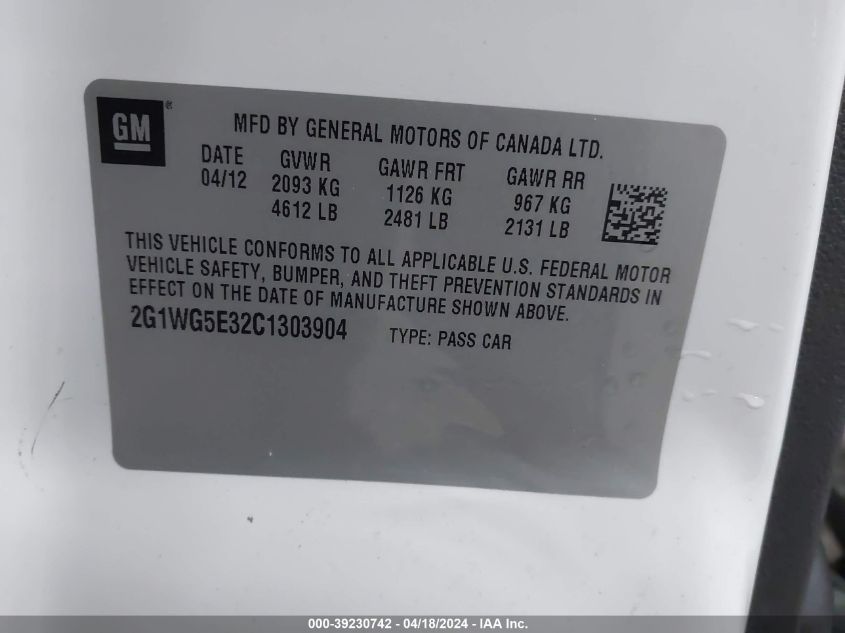 GM®
MFD BY GENERAL MOTORS OF CANADA LTD.
DATE GVWR GAWR FRT GAWR RR
04/12 2093 KG 1126 KG 967 KG
4612 LB 2481 LB 2131 LB
THIS VEHICLE CONFORMS TO ALL APPLICABLE U.S. FEDERAL MOTOR
VEHICLE SAFETY, BUMPER, AND THEFT PREVENTION STANDARDS IN
EFFECT ON THE DATE OF MANUFACTURE SHOWN ABOVE.
2G1WG5E32C1303904 TYPE: PASS CAR
000-39230742 - 04/18/2024 - IAA Inc.